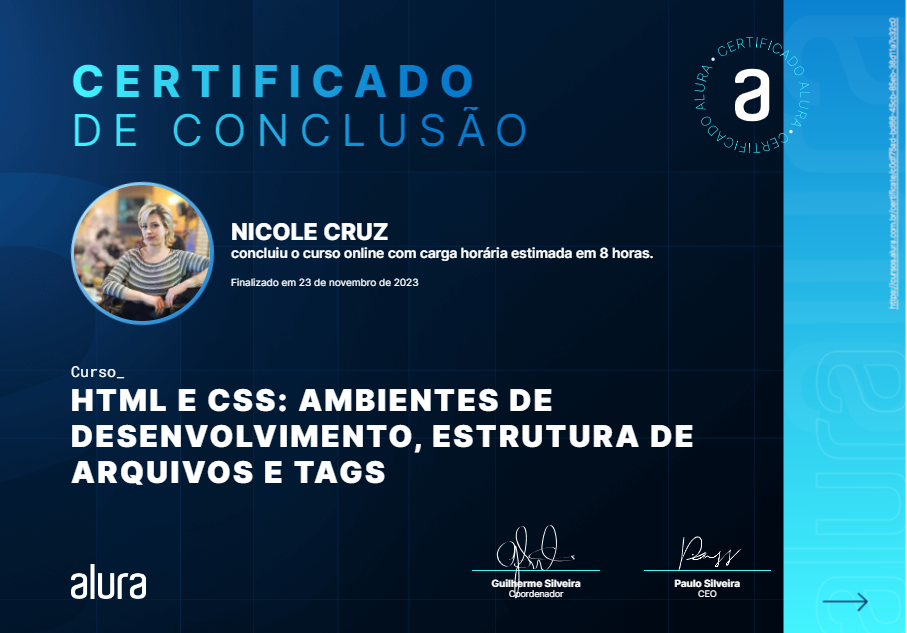 CERTIFICADO
DE CONCLUSÃO
CERTIFICADO ALURA • CERTIFICADO ALURA •
a
NICOLE CRUZ
concluiu o curso online com carga horária estimada em 8 horas.
Finalizado em 23 de novembro de 2023
Curso_
HTML E CSS: AMBIENTES DE
DESENVOLVIMENTO, ESTRUTURA DE
ARQUIVOS E TAGS
alura
Guilherme Silveira
Coordenador
Paulo Silveira
CEO
alura